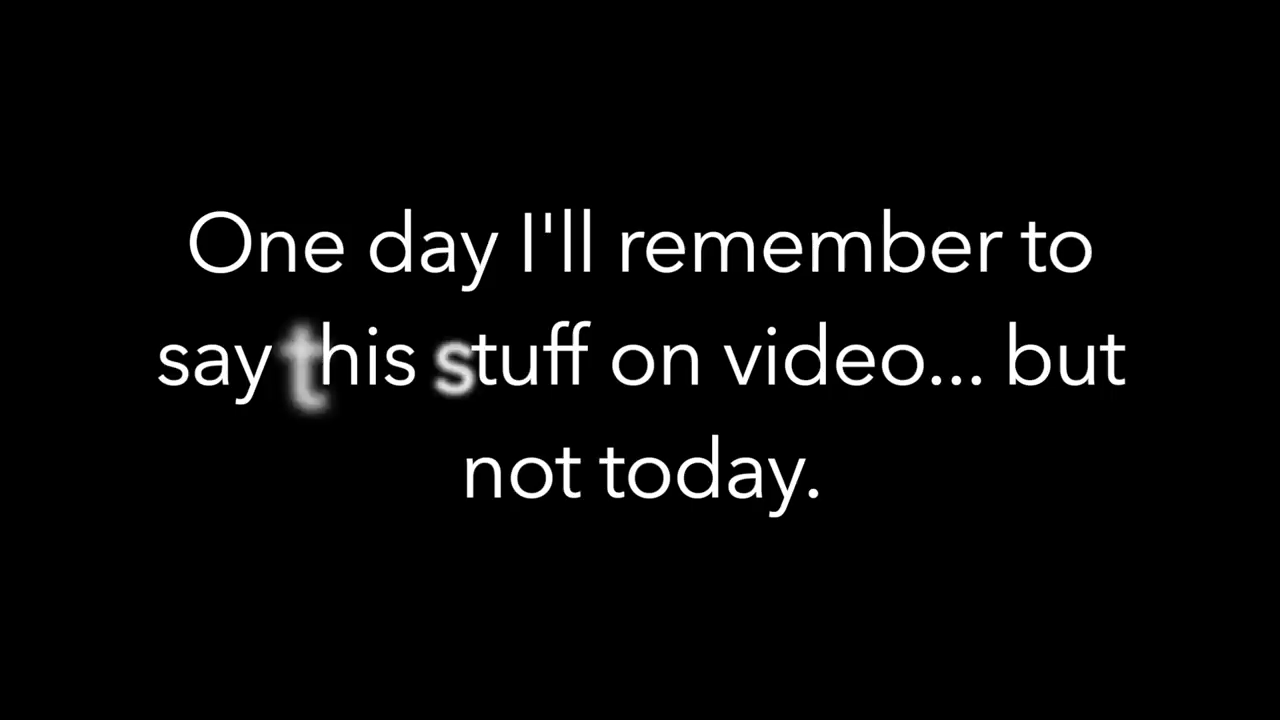 One day I'll remember to
say this stuff on video... but
not today.